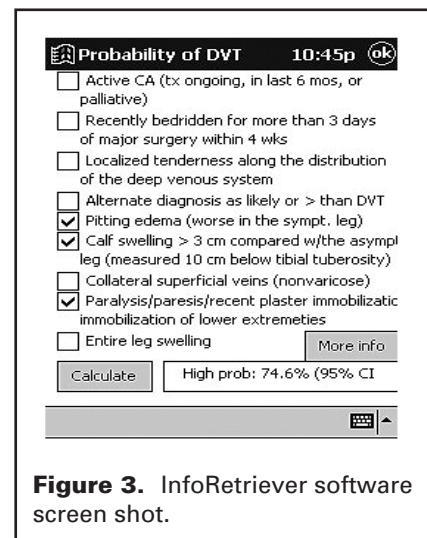 Probability of DVT 10:45p ok
Active CA (tx ongoing, in last 6 mos, or
palliative)
Recently bedridden for more than 3 days
of major surgery within 4 wks
Localized tenderness along the distribution
of the deep venous system
Alternate diagnosis as likely or > than DVT
Pitting edema (worse in the sympt. leg)
Calf swelling > 3 cm compared w/the asympl
leg (measured 10 cm below tibial tuberosity)
Collateral superficial veins (nonvaricose)
Paralysis/paresis/recent plaster immobilizatic
immobilization of lower extremeties
Entire leg swelling
More info
Calculate High prob: 74.6% (95% CI
Figure 3. InfoRetriever software
screen shot.